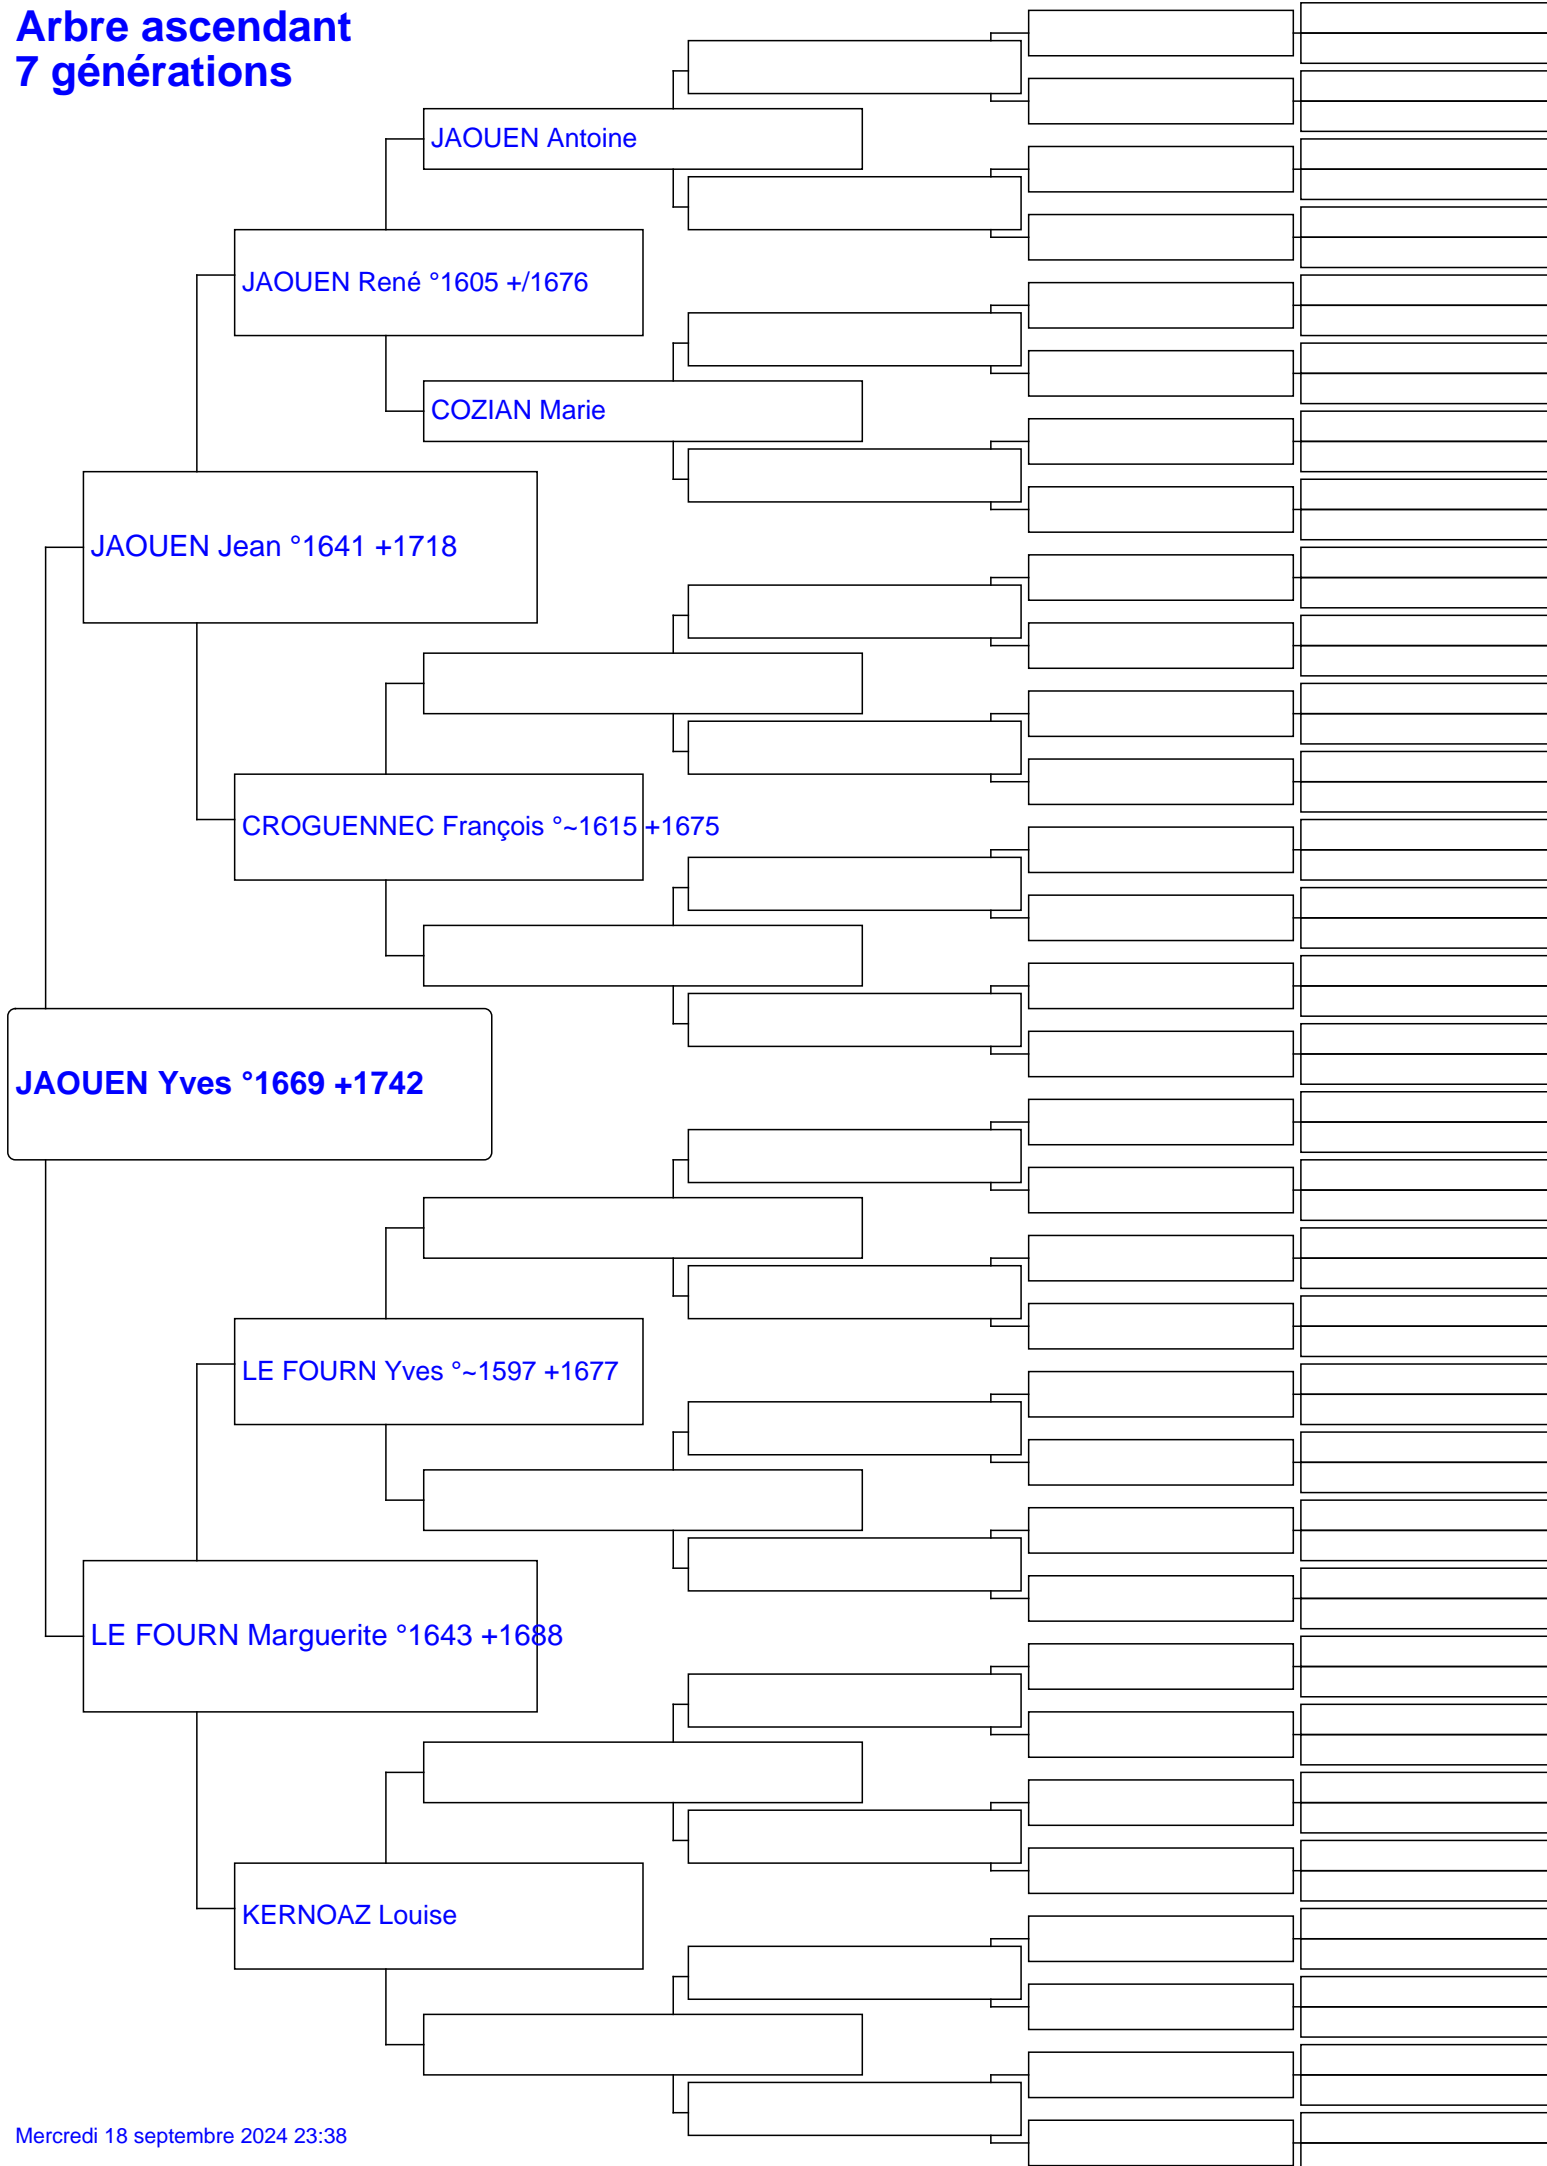 Arbre ascendant
7 générations
JAOUEN Antoine
JAOUEN René °1605 +/1676
COZIAN Marie
JAOUEN Jean °1641 +1718
CROGUENNEC François °~1615 +1675
JAOUEN Yves °1669 +1742
LE FOURN Yves °~1597 +1677
LE FOURN Marguerite °1643 +1688
KERNOAZ Louise
Mercredi 18 septembre 2024 23:38